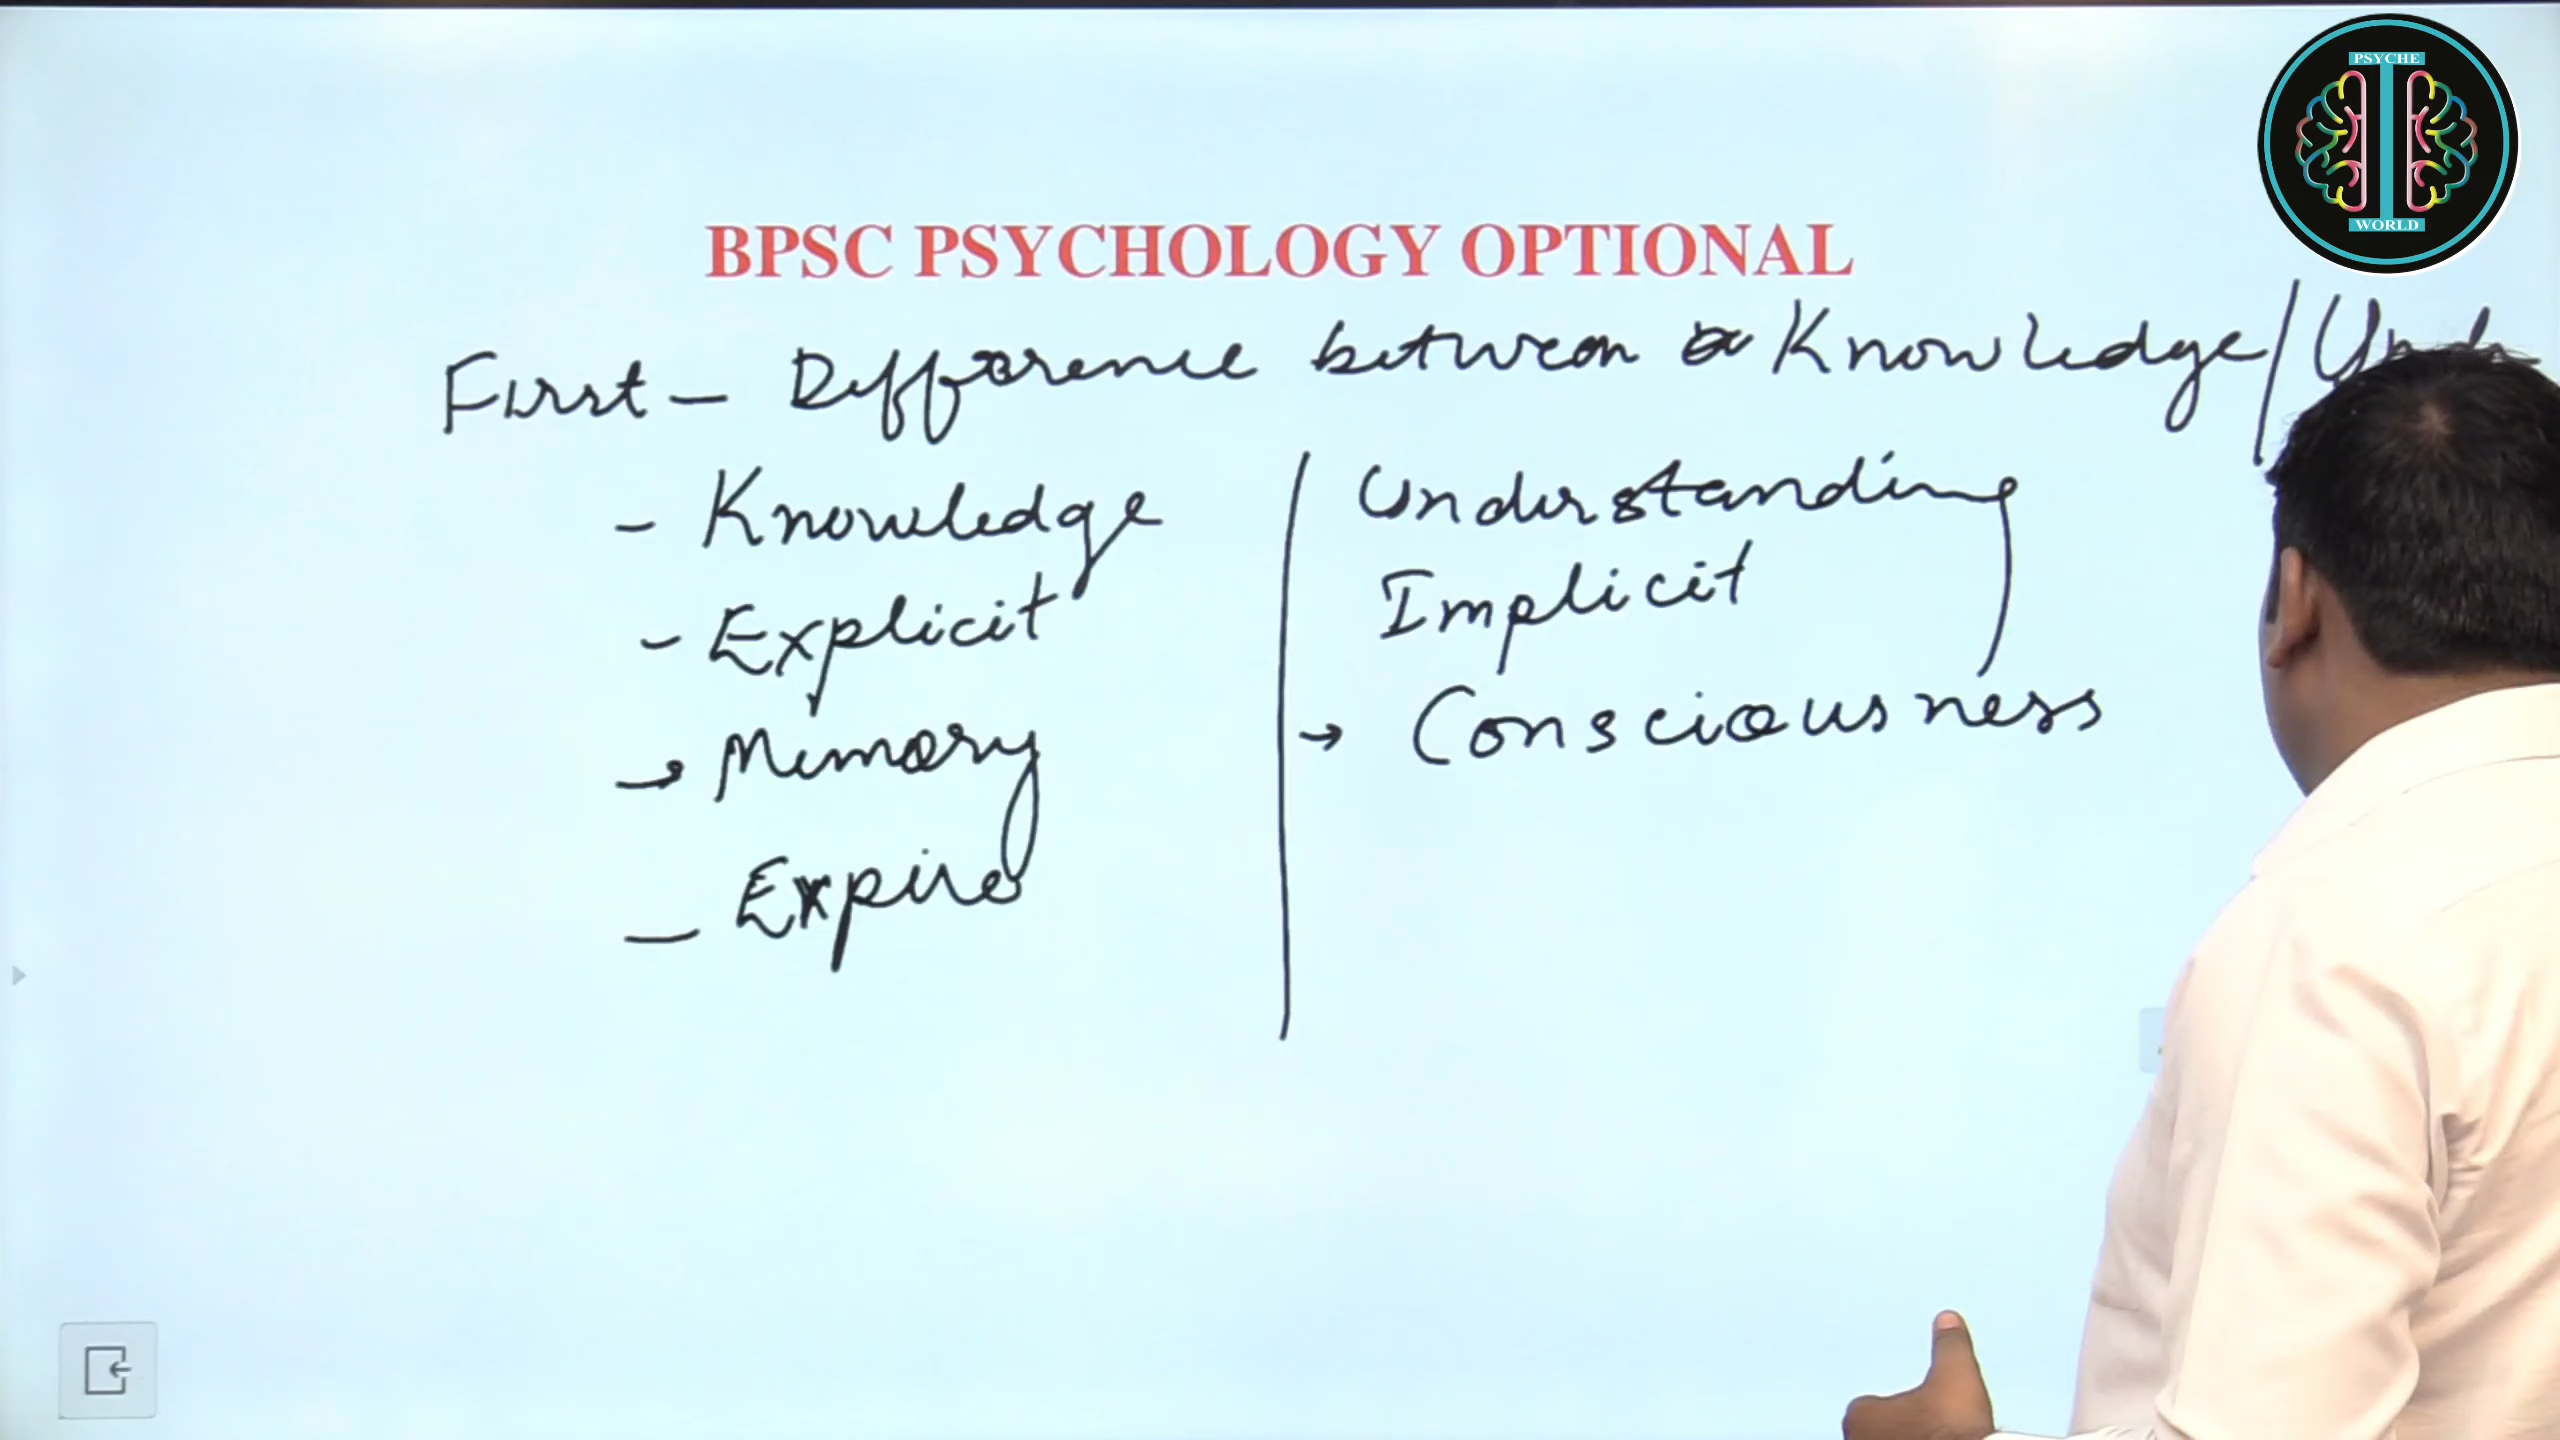 PSYCHE
WORLD
BPSC PSYCHOLOGY OPTIONAL
First - Difference between Knowledge/
- Knowledge
- Explicit
→ Memory
- Expire
Understanding
Implicit
→ Consciousness